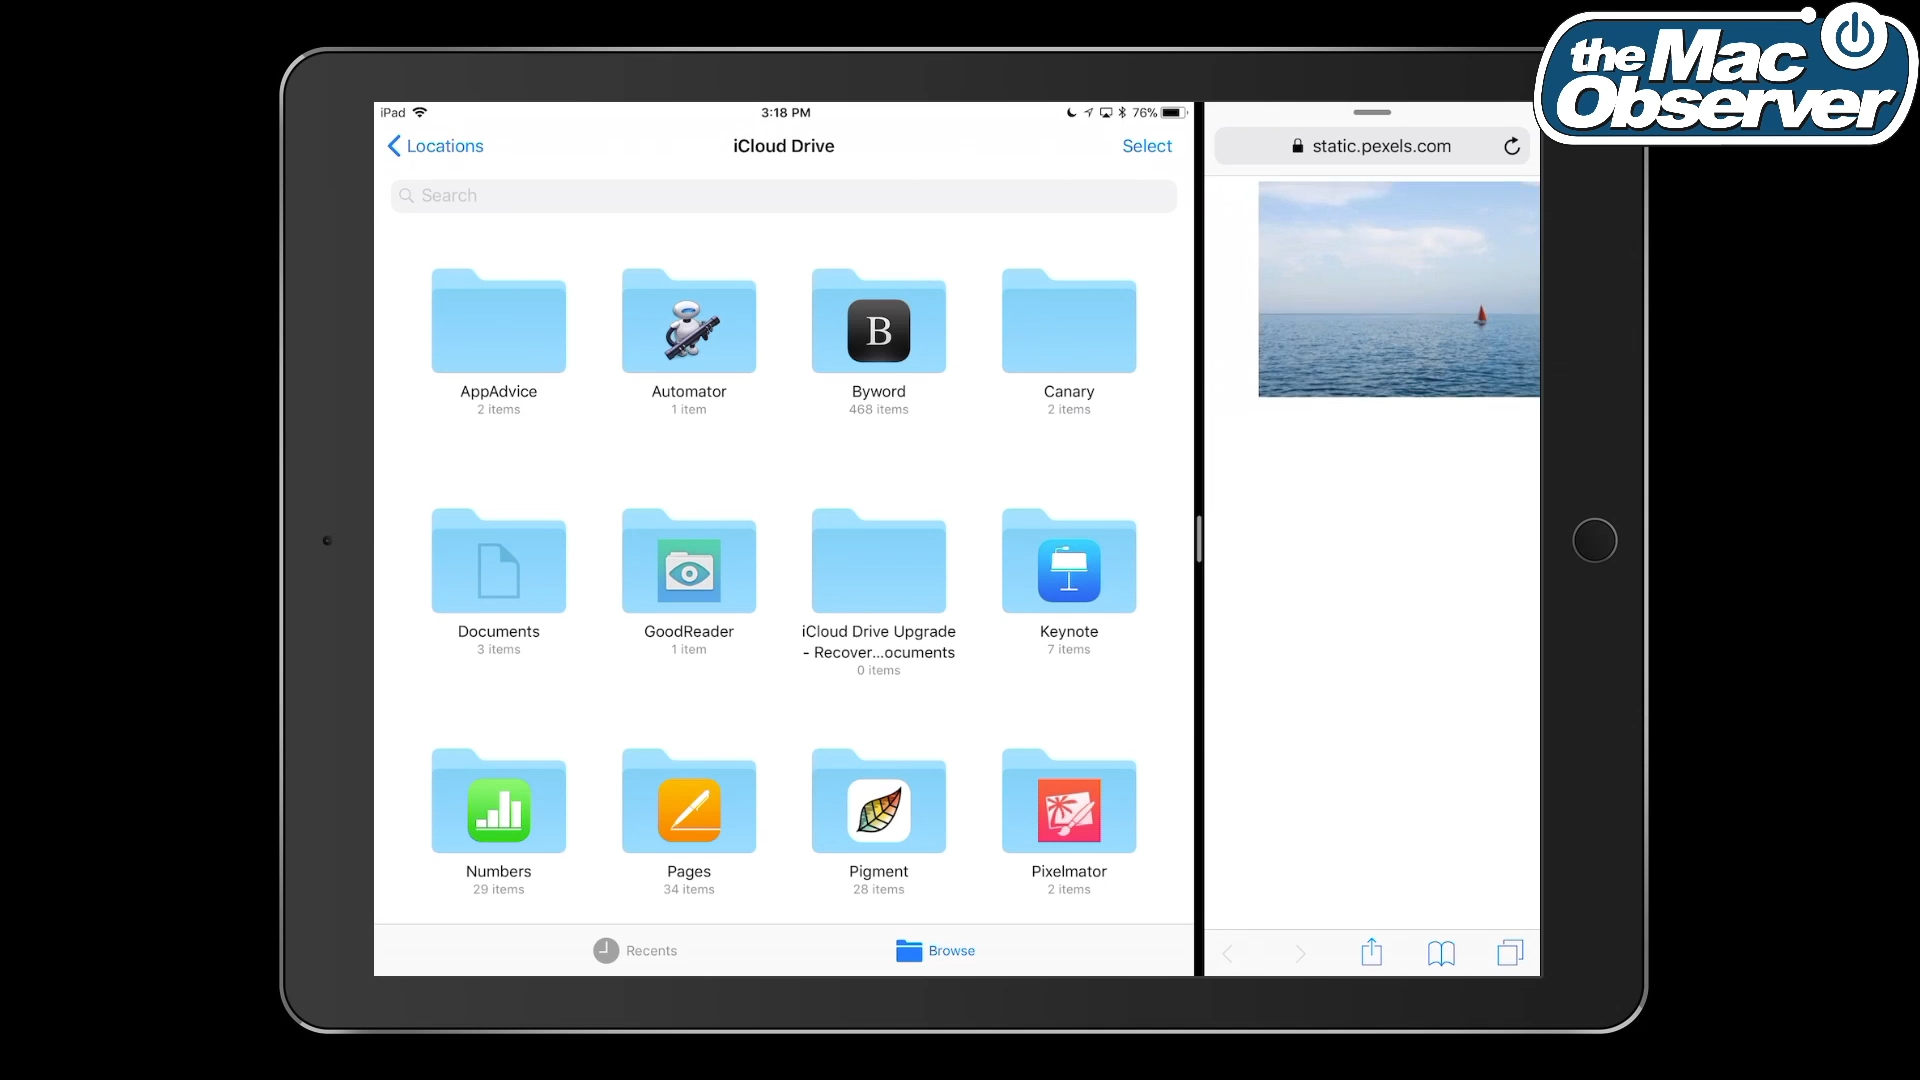 the Mac
Observer
iPad
3:18 PM
76%
Locations
iCloud Drive
Select
static.pexels.com
Search
B
AppAdvice
2 items
Automator
1 item
Byword
468 items
Canary
2 items
Documents
3 items
GoodReader
1 item
iCloud Drive Upgrade
- Recover...ocuments
0 items
Keynote
7 items
Numbers
29 items
Pages
34 items
Pigment
28 items
Pixelmator
2 items
Recents
Browse